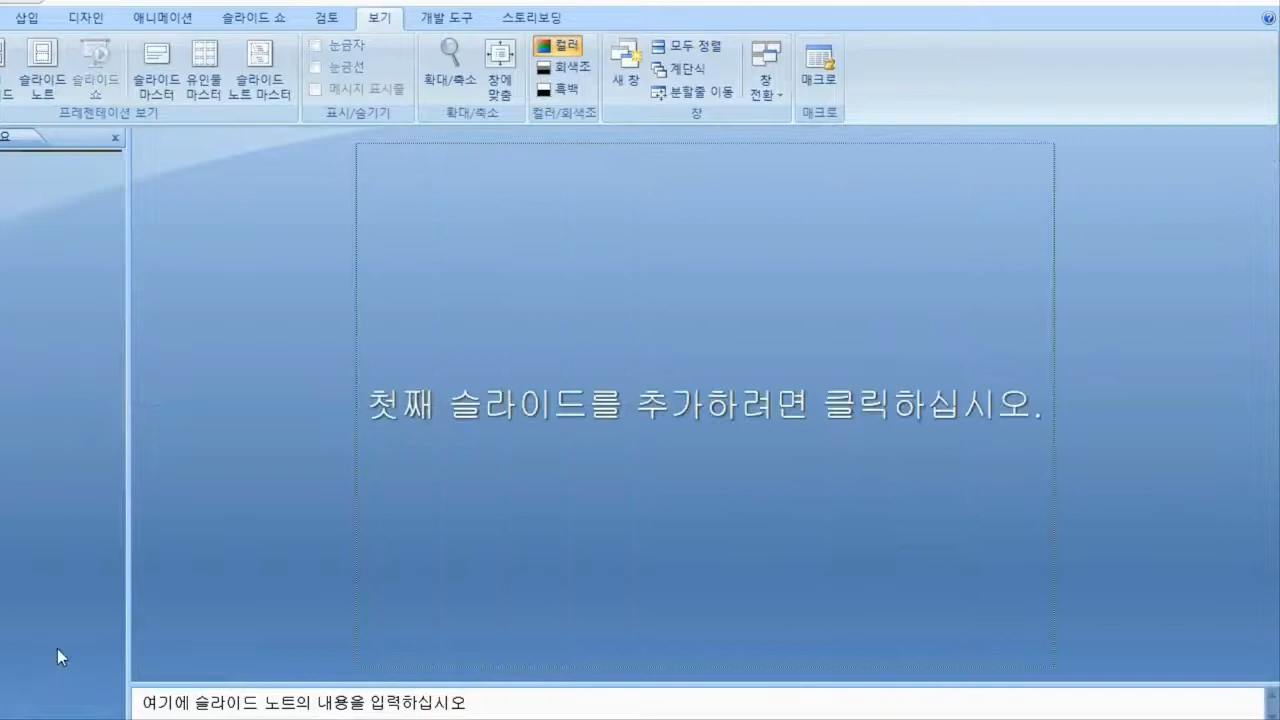 삽입 디자인 애니메이션 슬라이드 쇼 검토 보기 개발 도구 스토리보딩
슬라이드 노트 슬라이드 쇼 슬라이드 마스터 유인물 마스터 슬라이드 노트 마스터
프레젠테이션 보기
눈금자
눈금선
메시지 표시줄
표시/숨기기
확대/축소 창에 맞춤
확대/축소
컬러
회색조
흑백
컬러/회색조
새 창
모두 정렬
계단식
분할줄 이동
창 전환
창
매크로
매크로
요 x
첫째 슬라이드를 추가하려면 클릭하십시오.
여기에 슬라이드 노트의 내용을 입력하십시오